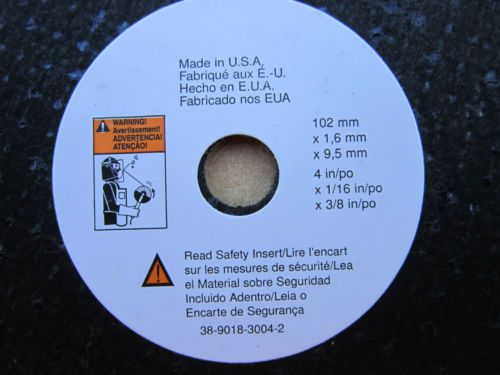 Made in U.S.A.
Fabriqué aux É.-U.
Hecho en E.U.A.
Fabricado nos EUA
WARNING!
Avertissement!
ADVERTENCIA!
ATENÇÃO!
102 mm
x 1,6 mm
x 9,5 mm
4 in/po
x 1/16 in/po
x 3/8 in/po
Read Safety Insert/Lire l'encart
sur les mesures de sécurité/Lea
el Material sobre Seguridad
Incluido Adentro/Leia o
Encarte de Segurança
38-9018-3004-2